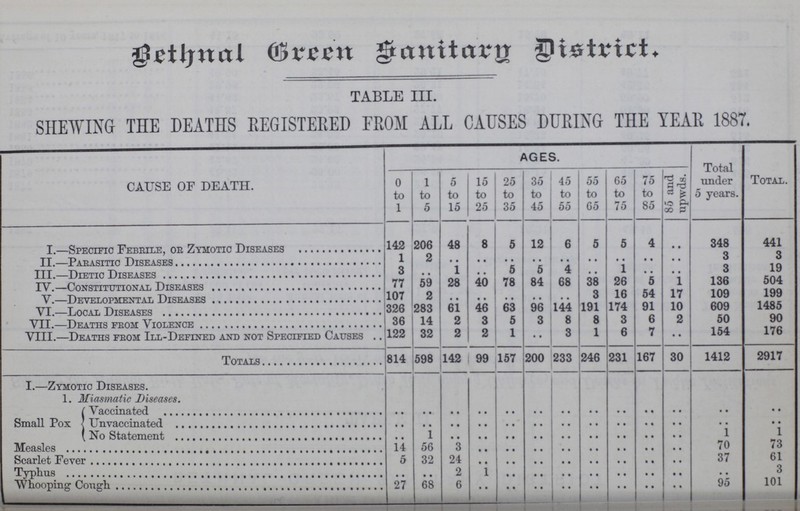 Bethnal Green Sanitary District.
TABLE III.
SHEWING THE DEATHS REGISTERED FROM ALL CAUSES DURING THE YEAR 1887.
CAUSE OF DEATH. AGES. Total under 5 years. TOTAL.
0 to 1 1 to 5 5 to 15 15 to 25 25 to 35 35 to 45 45 to 55 55 to 65 65 to 75 75 to 85 85 and upwds.
I.—SPECIFIC FEBRILE, OR ZYMOTIC DISEASES 142 206 48 8 5 12 6 5 5 4 .. 348 441
II.—PARASITIC DISEASES 1 2 .. .. .. .. .. .. .. .. .. 3 3
III.—DIETIC DISEASES 3 .. 1 .. 5 5 4 .. 1 .. .. 3 19
IV.—CONSTITUTIONAL DISEASES 77 59 28 40 78 84 68 38 26 5 1 136 504
V.—DEVELOPMENTAL DISEASES 107 2 .. .. .. .. .. 3 16 54 17 109 199
VI.—LOCAL DISEASES 326 283 61 46 63 96 144 191 174 91 10 609 1485
VII.—DEATHS FROM VIOLENCE 36 14 2 3 5 3 8 8 3 6 2 50 90
VIII.—DEATHS FROM ILL-DEFINED AND NOT SPECIFIED CAUSES .. 122 32 2 2 1 .. 3 1 6 7 .. 154 176
TOTALS 814 598 142 99 157 200 233 246 231 167 30 1412 2917
I.—ZYMOTIC DISEASES.
1. Miasmatic Diseases.
Small Pox { Vaccinated .. .. .. .. .. .. .. .. .. .. .. .. ..
Unvaccinated .. .. .. .. .. .. .. .. .. .. .. .. ..
No Statement .. 1 .. .. .. .. .. .. .. .. .. 1 1
Measles 14 56 3 .. .. .. .. .. .. .. .. 70 73
Scarlet Fever 5 32 24 .. .. .. .. .. .. .. .. 37 61
Typhus .. .. 2 1 .. .. .. .. .. .. .. .. 3
Whooping Cough 27 68 6 .. .. .. .. .. .. .. .. 95 101